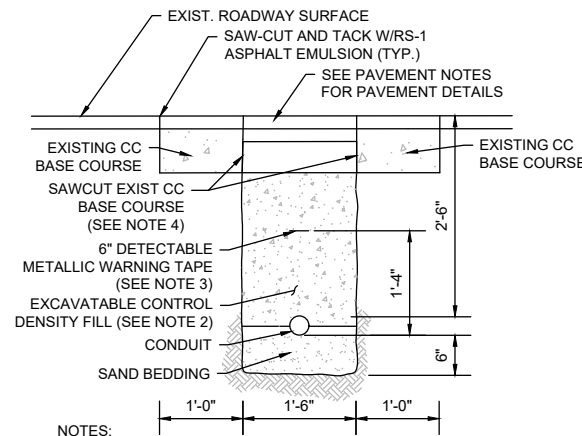 EXIST. ROADWAY SURFACE
SAW-CUT AND TACK W/RS-1
ASPHALT EMULSION (TYP.)
SEE PAVEMENT NOTES
FOR PAVEMENT DETAILS
EXISTING CC
BASE COURSE
EXISTING CC
BASE COURSE
SAWCUT EXIST CC
BASE COURSE
(SEE NOTE 4)
2'-6"
6" DETECTABLE
METALLIC WARNING TAPE
(SEE NOTE 3)
1'-4"
EXCAVATABLE CONTROL
DENSITY FILL (SEE NOTE 2)
CONDUIT
6"
SAND BEDDING
1'-0"
1'-6"
1'-0"
NOTES: